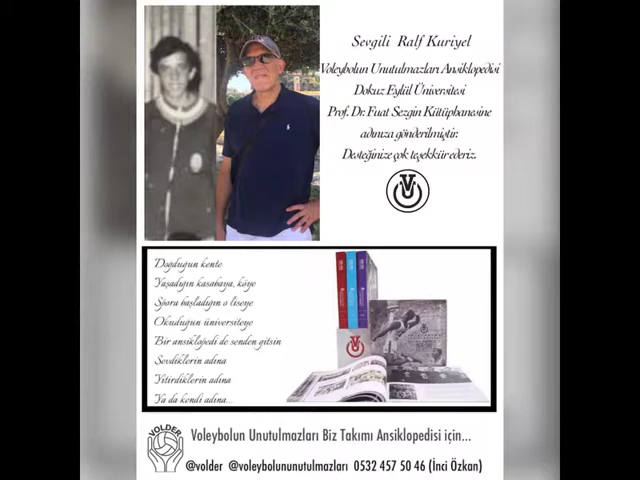 Sevgili Ralf Kuriyel
Voleybolun Unutulmazları Ansiklopedisi
Dokuz Eylül Üniversitesi
Prof. Dr. Fuat Sezgin Kütüphanesine
adınıza gönderilmiştir.
Desteğinize çok teşekkür ederiz.
Doğduğun kente
Yaşadığın kasabaya, köye
Spora başladığın o liseye
Okuduğun üniversiteye
Bir ansiklopedi de senden gitsin
Sevdiklerin adına
Yitirdiklerin adına
Ya da kendi adına...
VOLDER
Voleybolun Unutulmazları Biz Takımı Ansiklopedisi için...
@volder @voleybolununutulmazları 0532 457 50 46 (İnci Özkan)